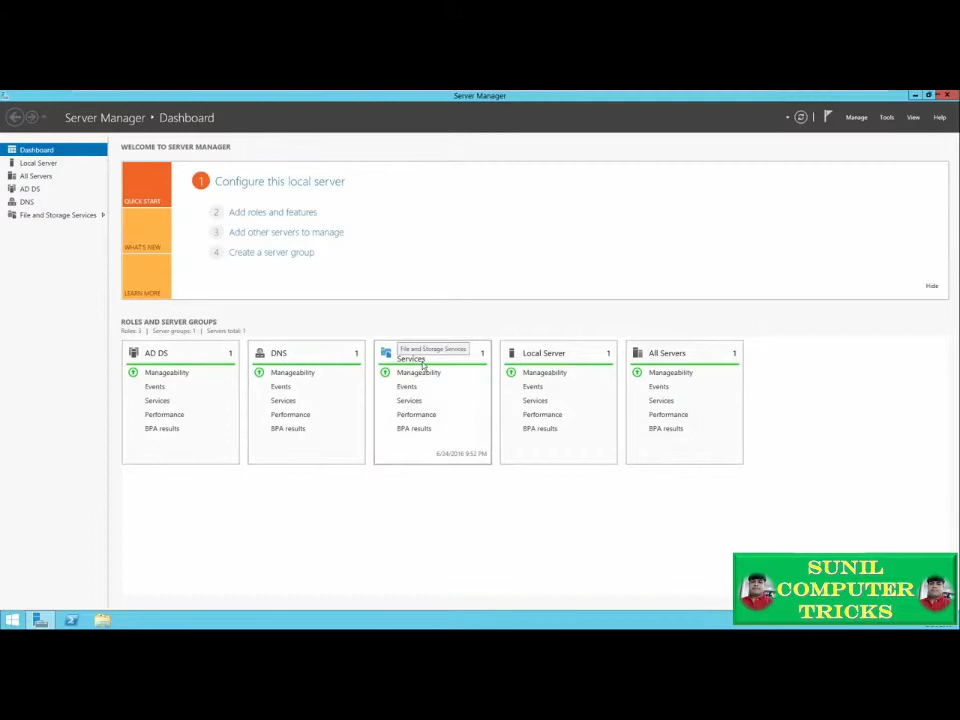 Server Manager
Server Manager • Dashboard
Manage Tools View Help
Dashboard
Local Server
All Servers
AD DS
DNS
File and Storage Services
WELCOME TO SERVER MANAGER
QUICK START
WHAT'S NEW
LEARN MORE
1 Configure this local server
2 Add roles and features
3 Add other servers to manage
4 Create a server group
Hide
ROLES AND SERVER GROUPS
Roles: 3 | Server groups: 1 | Servers total: 1
AD DS 1
Manageability
Events
Services
Performance
BPA results
DNS 1
Manageability
Events
Services
Performance
BPA results
File and Storage Services
Services 1
Manageability
Events
Services
Performance
BPA results
6/24/2016 9:52 PM
Local Server 1
Manageability
Events
Services
Performance
BPA results
All Servers 1
Manageability
Events
Services
Performance
BPA results
SUNIL
COMPUTER
TRICKS